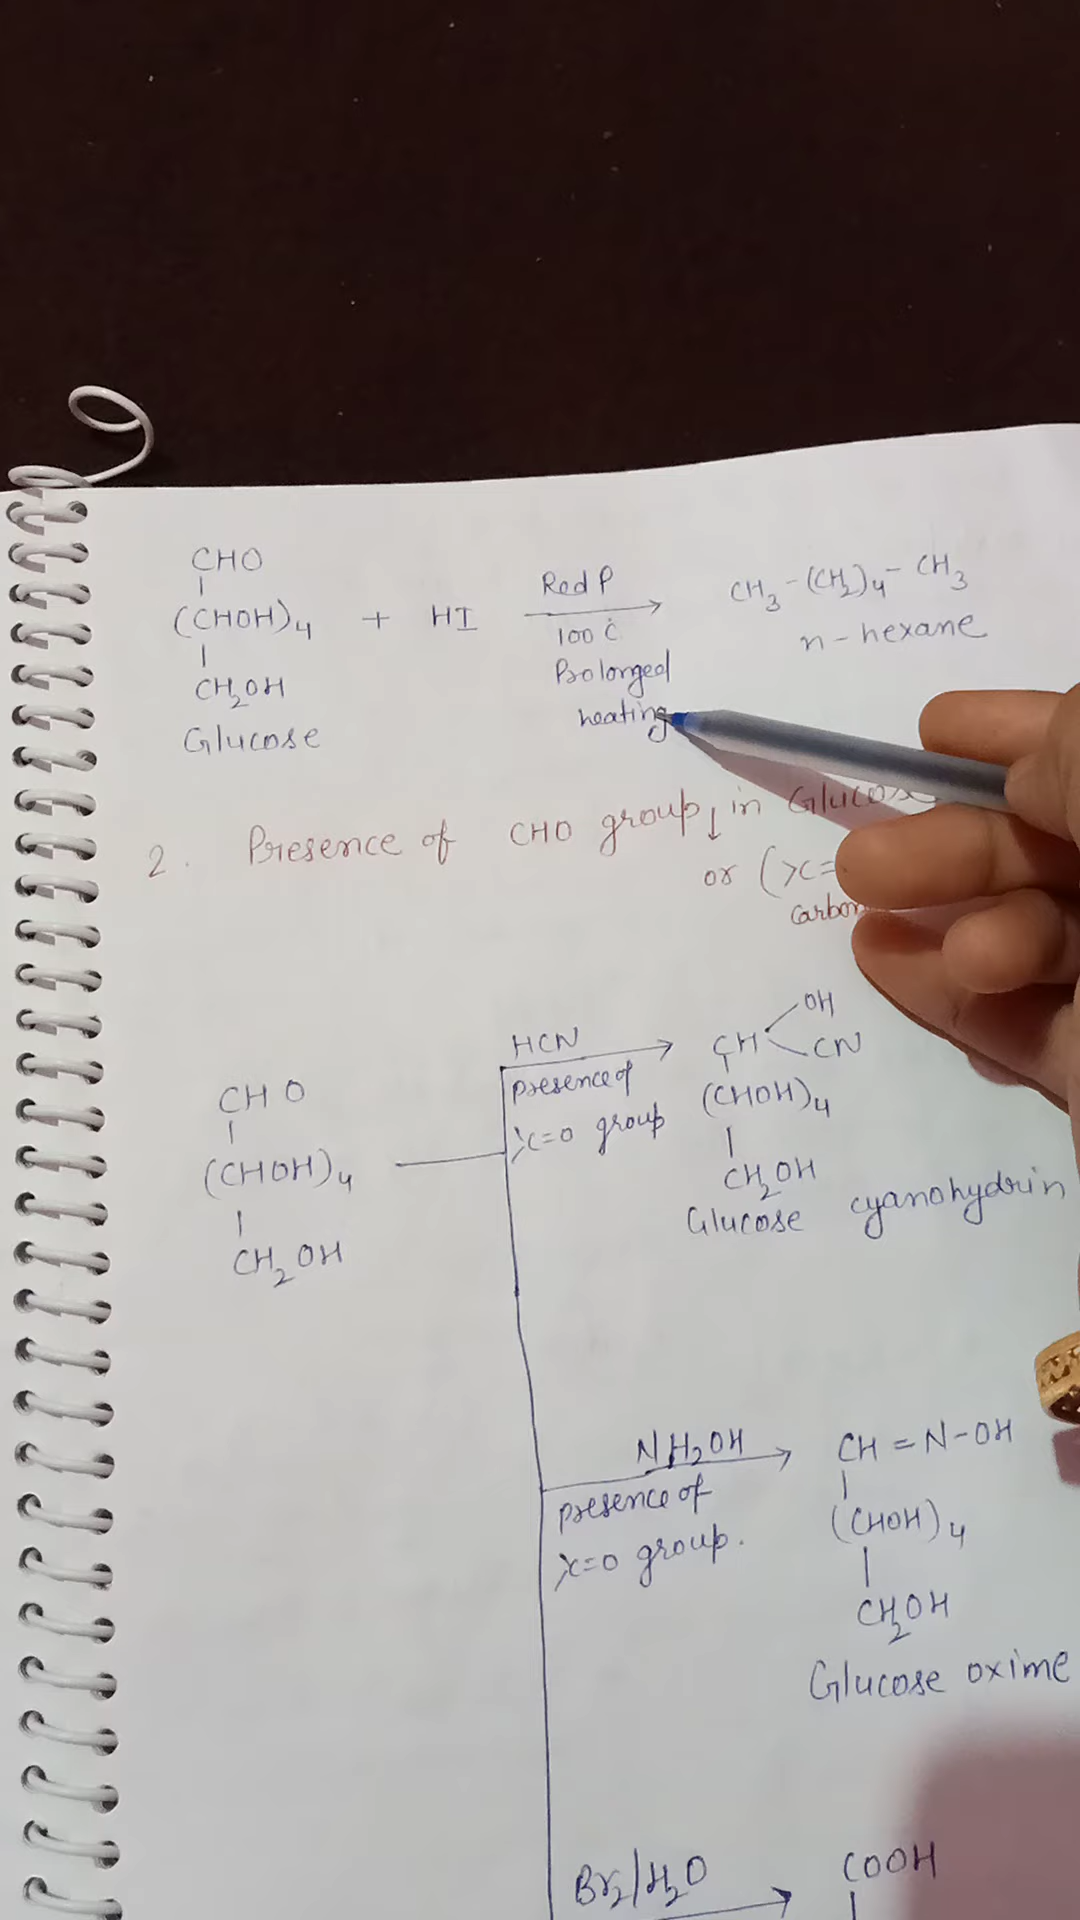 CHO
(CHOH)4 + HI Red P CH3-(CH2)4-CH3
100°C n-hexane
CH2OH Prolonged
Glucose heating
2. Presence of CHO group↓ in
or (>C=
CHO HCN CH OH
CN
presence of (CHOH)4
(CHOH)4 >C=O group
CH2OH CH2OH
Glucose cyanohydrin
NH2OH CH=N-OH
presence of (CHOH)4
>C=O group.
CH2OH
Glucose oxime
Br2/H2O COOH